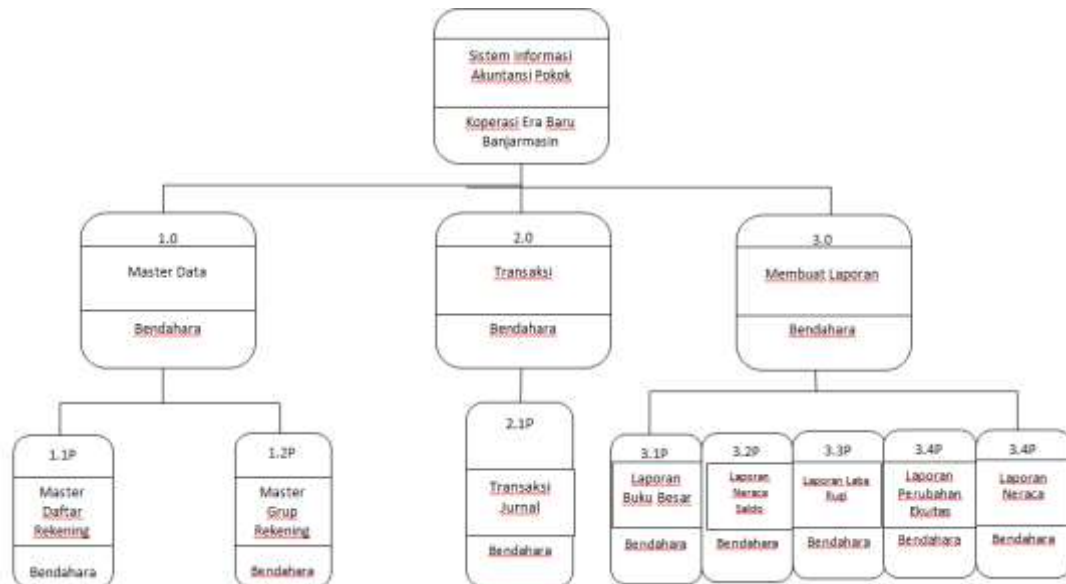 Sistem Informasi
Akuntansi Pokok
Koperasi Era Baru
Banjarmasin
1.0
Master Data
Bendahara
2.0
Transaksi
Bendahara
3.0
Membuat Laporan
Bendahara
1.1P
Master
Daftar
Rekening
Bendahara
1.2P
Master
Grup
Rekening
Bendahara
2.1P
Transaksi
Jurnal
Bendahara
3.1P
Laporan
Buku Besar
Bendahara
3.2P
Laporan
Neraca
Saldo
Bendahara
3.3P
Laporan Laba
Rugi
Bendahara
3.4P
Laporan
Perubahan
Ekuitas
Bendahara
3.4P
Laporan
Neraca
Bendahara